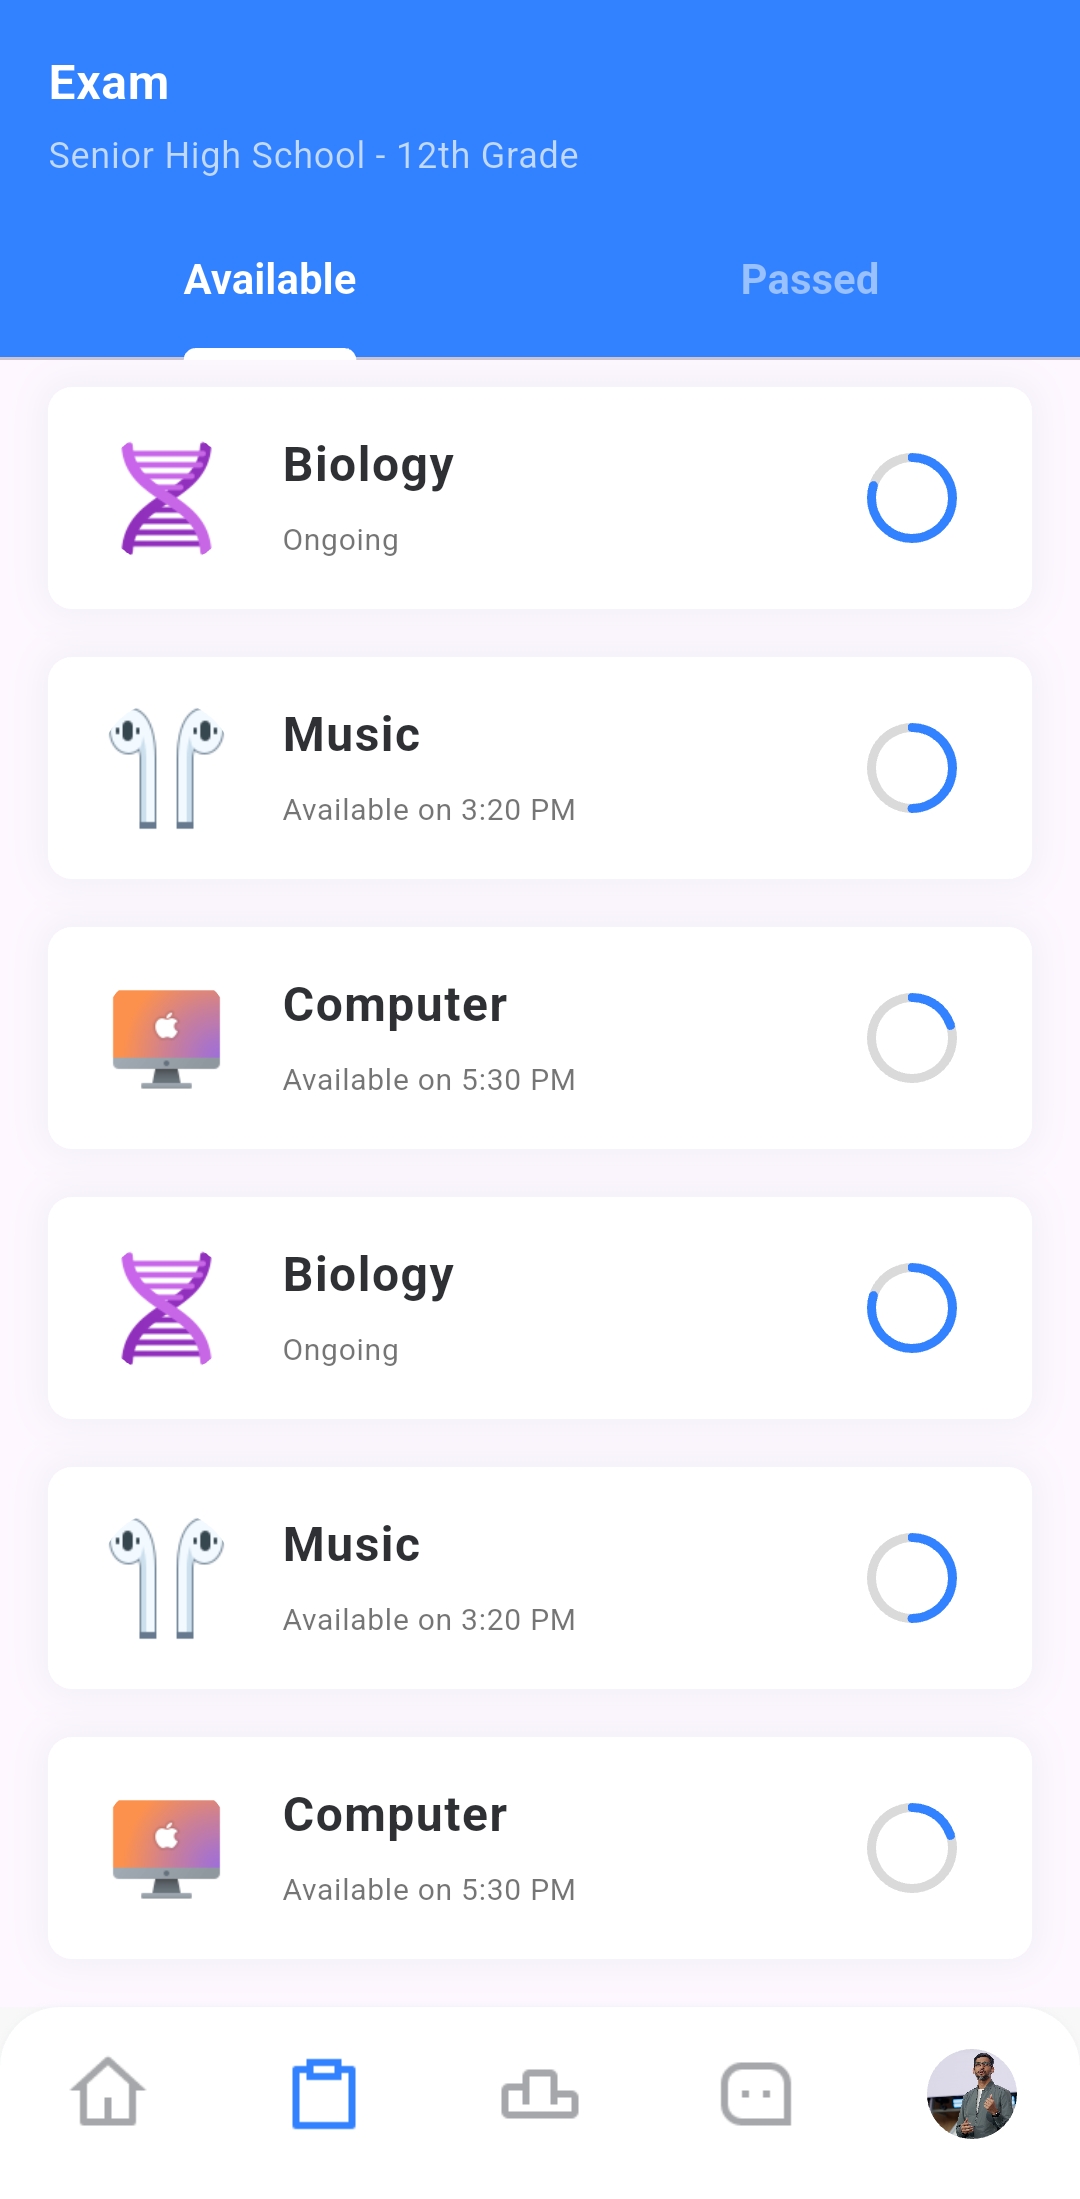 Exam
Senior High School - 12th Grade
Available
Passed
Biology
Ongoing
Music
Available on 3:20 PM
Computer
Available on 5:30 PM
Biology
Ongoing
Music
Available on 3:20 PM
Computer
Available on 5:30 PM